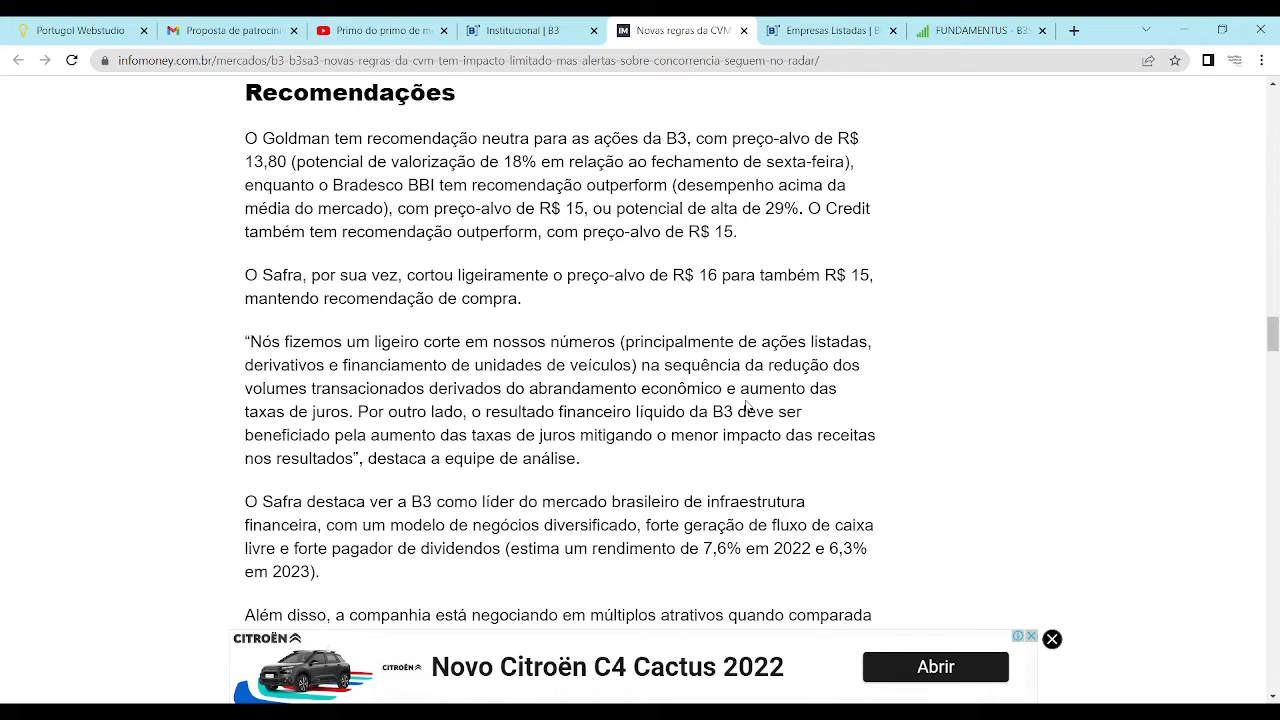 Portugol Webstudio
Proposta de patrocin
Primo do primo de m
Institucional | B3
Novas regras da CVM
Empresas Listadas | B
FUNDAMENTUS - B3S
infomoney.com.br/mercados/b3-b3sa3-novas-regras-da-cvm-tem-impacto-limitado-mas-alertas-sobre-concorrencia-seguem-no-radar/
Recomendações
O Goldman tem recomendação neutra para as ações da B3, com preço-alvo de R$
13,80 (potencial de valorização de 18% em relação ao fechamento de sexta-feira),
enquanto o Bradesco BBI tem recomendação outperform (desempenho acima da
média do mercado), com preço-alvo de R$ 15, ou potencial de alta de 29%. O Credit
também tem recomendação outperform, com preço-alvo de R$ 15.
O Safra, por sua vez, cortou ligeiramente o preço-alvo de R$ 16 para também R$ 15,
mantendo recomendação de compra.
“Nós fizemos um ligeiro corte em nossos números (principalmente de ações listadas,
derivativos e financiamento de unidades de veículos) na sequência da redução dos
volumes transacionados derivados do abrandamento econômico e aumento das
taxas de juros. Por outro lado, o resultado financeiro líquido da B3 deve ser
beneficiado pela aumento das taxas de juros mitigando o menor impacto das receitas
nos resultados”, destaca a equipe de análise.
O Safra destaca ver a B3 como líder do mercado brasileiro de infraestrutura
financeira, com um modelo de negócios diversificado, forte geração de fluxo de caixa
livre e forte pagador de dividendos (estima um rendimento de 7,6% em 2022 e 6,3%
em 2023).
Além disso, a companhia está negociando em múltiplos atrativos quando comparada
CITROËN
CITROËN
Novo Citroën C4 Cactus 2022
Abrir